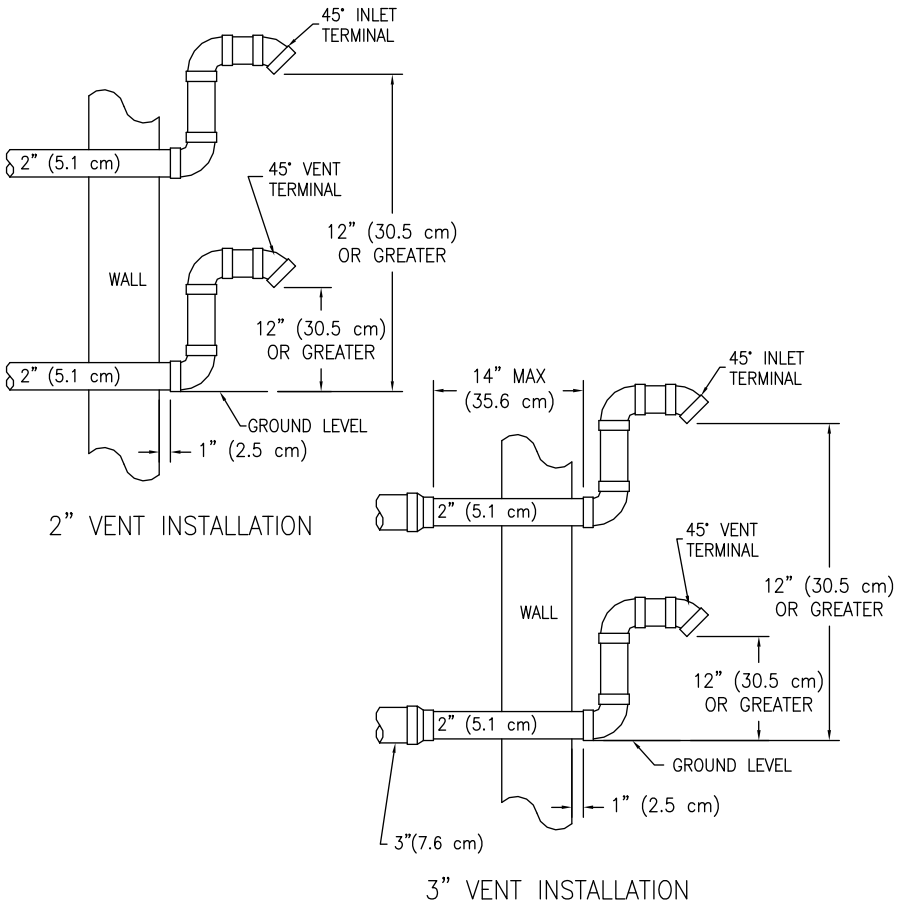 45° INLET
TERMINAL
2” (5.1 cm)
45° VENT
TERMINAL
12” (30.5 cm)
OR GREATER
WALL
12” (30.5 cm)
OR GREATER
2” (5.1 cm)
GROUND LEVEL
1” (2.5 cm)
2” VENT INSTALLATION
14” MAX
(35.6 cm)
45° INLET
TERMINAL
2” (5.1 cm)
45° VENT
TERMINAL
12” (30.5 cm)
OR GREATER
WALL
12” (30.5 cm)
OR GREATER
2” (5.1 cm)
GROUND LEVEL
1” (2.5 cm)
3”(7.6 cm)
3” VENT INSTALLATION